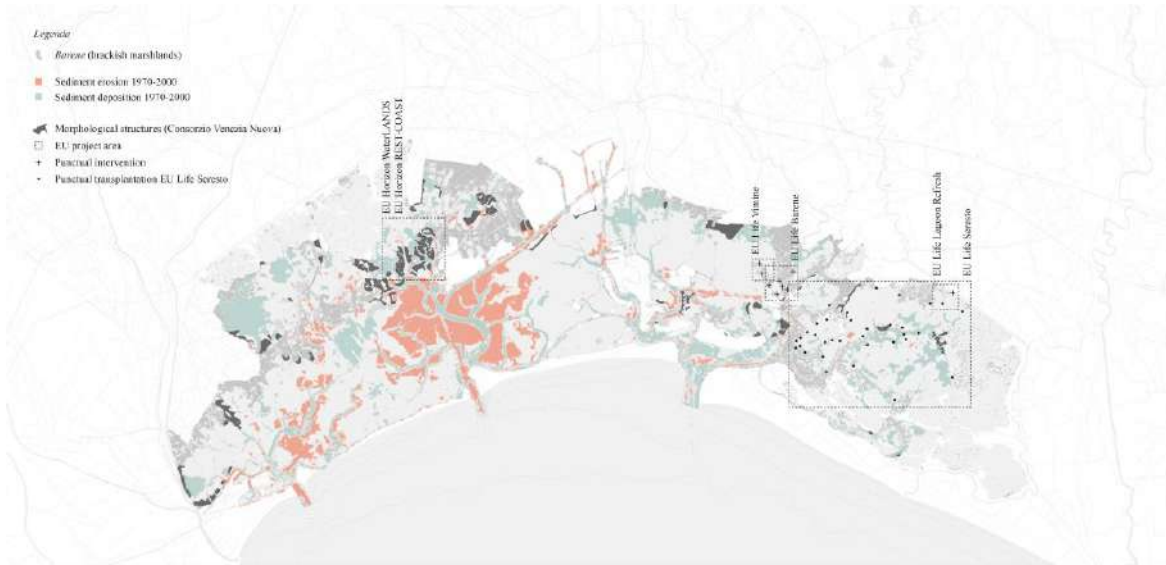 Legenda
Barene (brackish marshlands)
Sediment erosion 1970-2000
Sediment deposition 1970-2000
Morphological structures (Consorzio Venezia Nuova)
EU project area
Punctual intervention
Punctual transplantation EU Life Seresto
EU Horizon WaterLANDS
EU Horizon REST-COAST
EU Life Vimine
EU Life Barene
EU Life Lagoon Refresh
EU Life Seresto